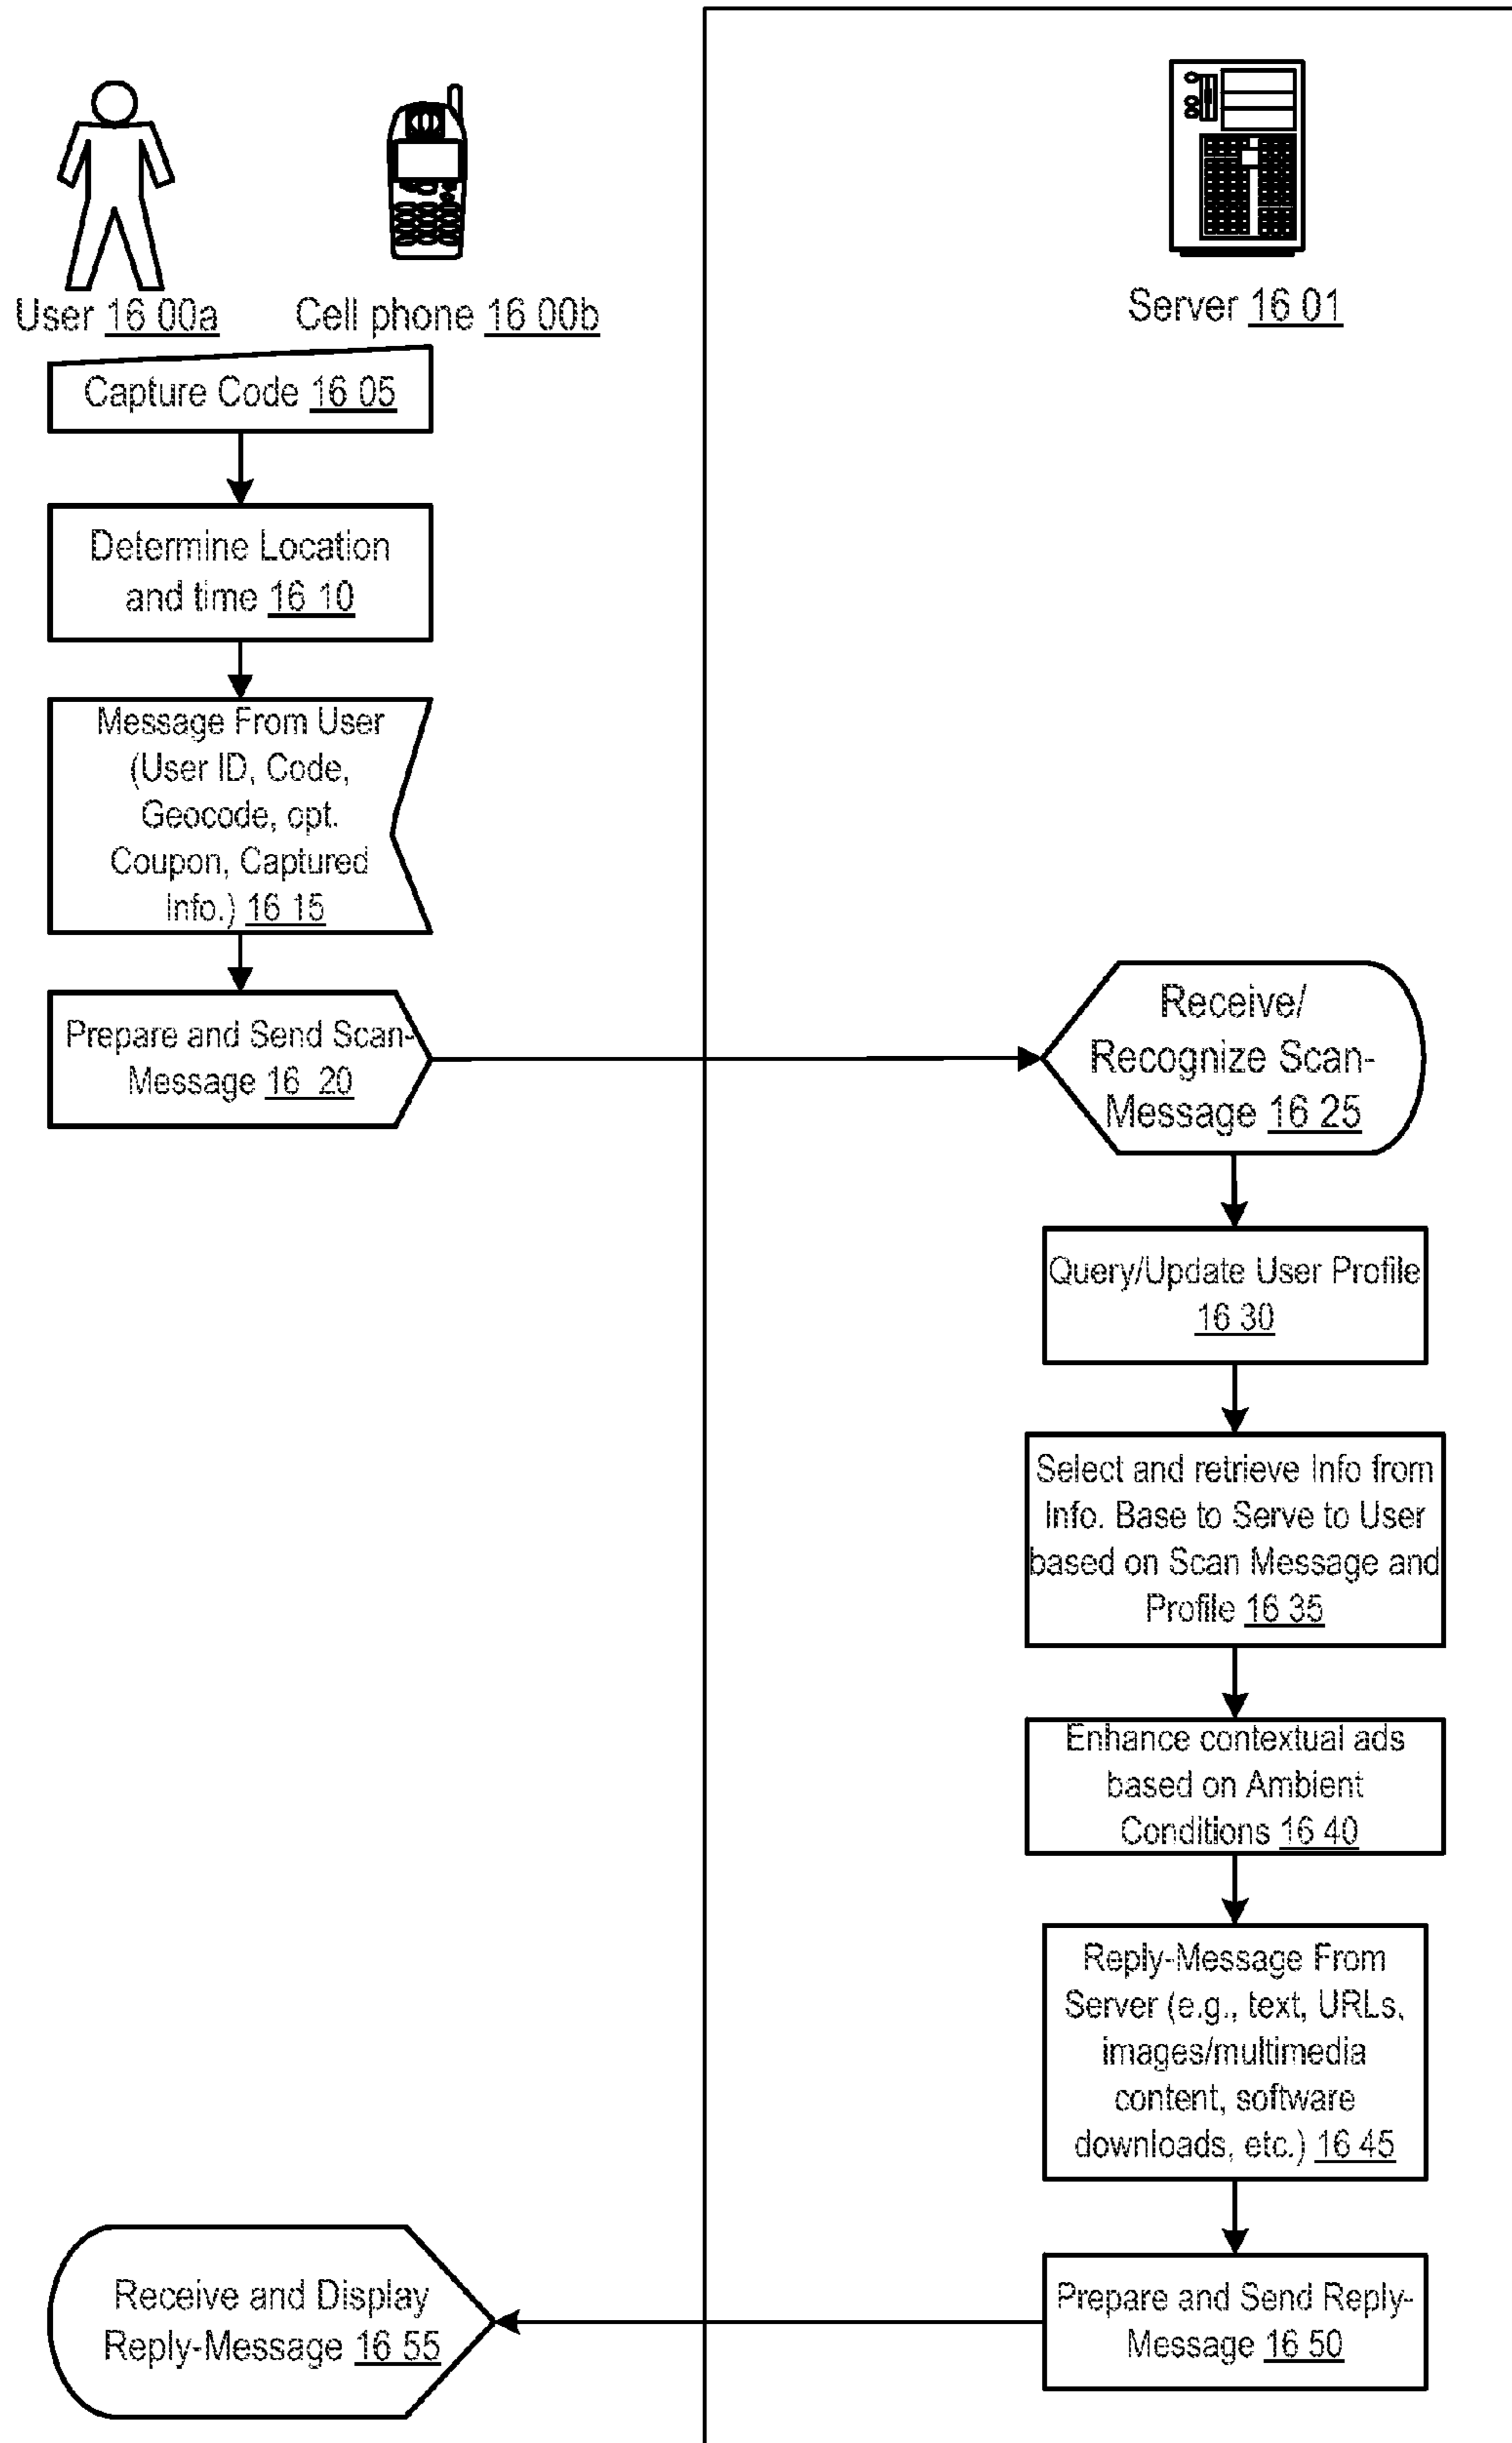 User 16 00a
Cell phone 16 00b
Server 16 01
Capture Code 16 05
Determine Location
and time 16 10
Message From User
(User ID, Code,
Geocode, opt.
Coupon, Captured
Info.) 16 15
Prepare and Send Scan-
Message 16 20
Receive/
Recognize Scan-
Message 16 25
Query/Update User Profile
16 30
Select and retrieve Info from
Info. Base to Serve to User
based on Scan Message and
Profile 16 35
Enhance contextual ads
based on Ambient
Conditions 16 40
Reply-Message From
Server (e.g., text, URLs,
images/multimedia
content, software
downloads, etc.) 16 45
Prepare and Send Reply-
Message 16 50
Receive and Display
Reply-Message 16 55